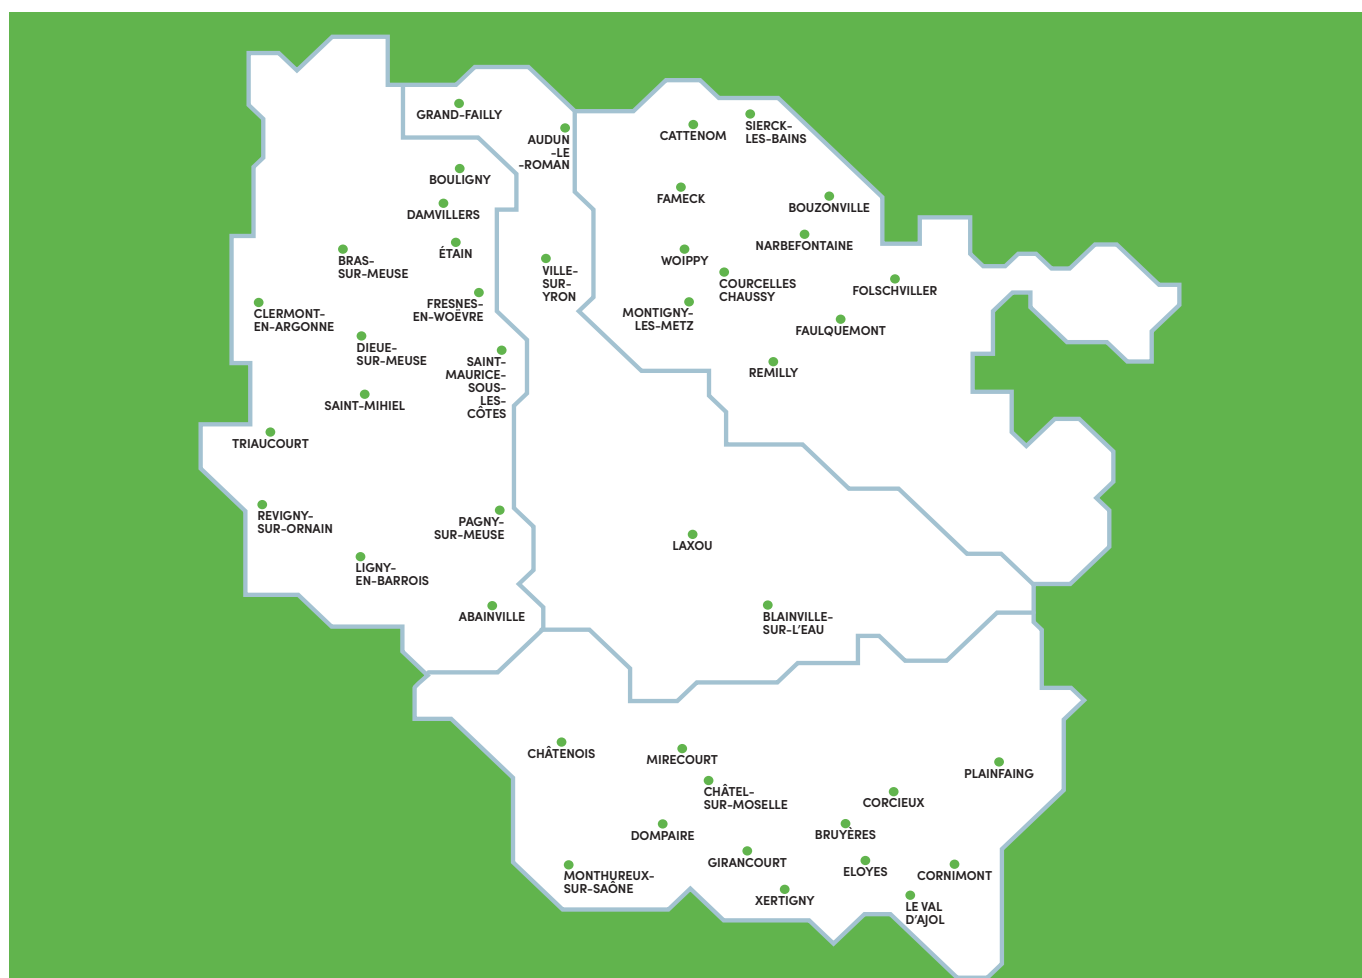 GRAND-FAILLY
AUDUN
-LE
-ROMAN
CATTENOM
SIERCK-
LES-BAINS
BOULIGNY
DAMVILLERS
FAMECK
BOUZONVILLE
ÉTAIN
BRAS-
SUR-MEUSE
VILLE-
SUR-
YRON
WOIPPY
NARBEFONTAINE
COURCELLES
CHAUSSY
FOLSCHVILLER
CLERMONT-
EN-ARGONNE
FRESNES-
EN-WOËVRE
MONTIGNY-
LES-METZ
FAULQUEMONT
DIEUE-
SUR-MEUSE
SAINT-
MAURICE-
SOUS-
LES-
CÔTES
REMILLY
SAINT-MIHIEL
TRIAUCOURT
REVIGNY-
SUR-ORNAIN
PAGNY-
SUR-MEUSE
LAXOU
LIGNY-
EN-BARROIS
ABAINVILLE
BLAINVILLE-
SUR-L'EAU
CHÂTENOIS
MIRECOURT
PLAINFAING
CHÂTEL-
SUR-MOSELLE
CORCIEUX
DOMPAIRE
BRUYÈRES
GIRANCOURT
MONTHUREUX-
SUR-SAÔNE
ELOYES
CORNIMONT
XERTIGNY
LE VAL
D'AJOL